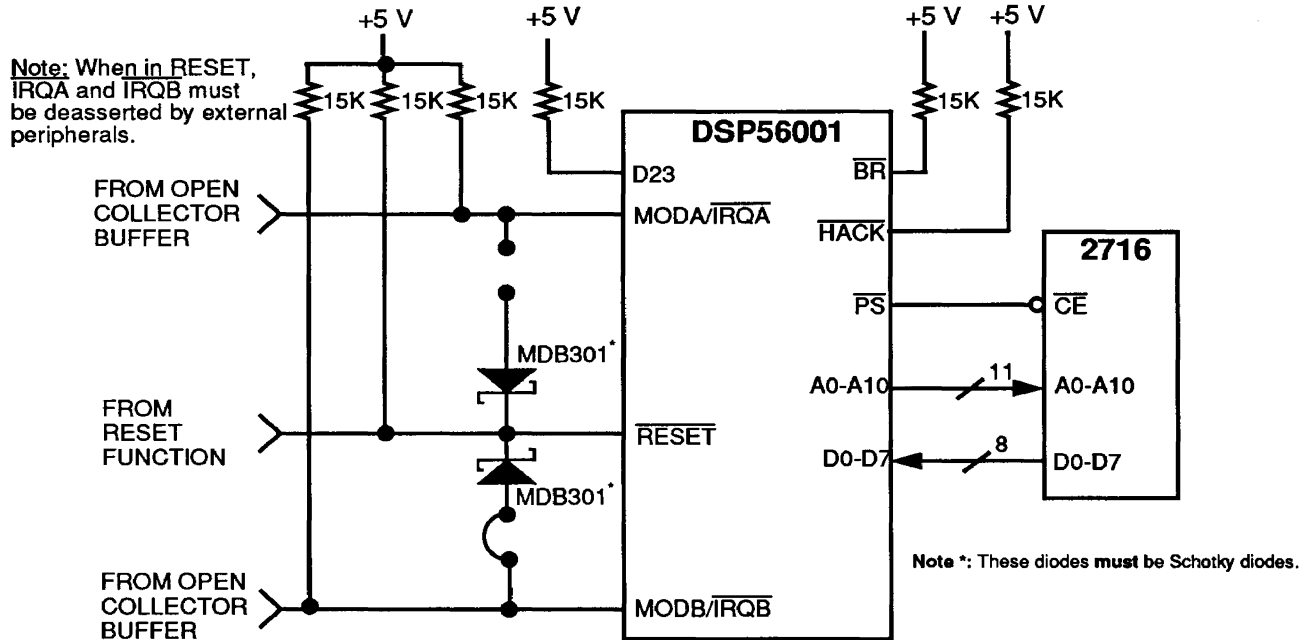 +5 V
+5 V
+5 V
+5 V
Note: When in RESET,
IRQA and IRQB must
be deasserted by external
peripherals.
15K
15K
15K
15K
15K
15K
DSP56001
D23
BR
FROM OPEN
COLLECTOR
BUFFER
MODA/IRQA
HACK
2716
PS
CE
MDB301*
A0-A10
11
A0-A10
FROM
RESET
FUNCTION
RESET
D0-D7
8
D0-D7
MDB301*
Note *: These diodes must be Schotky diodes.
FROM OPEN
COLLECTOR
BUFFER
MODB/IRQB